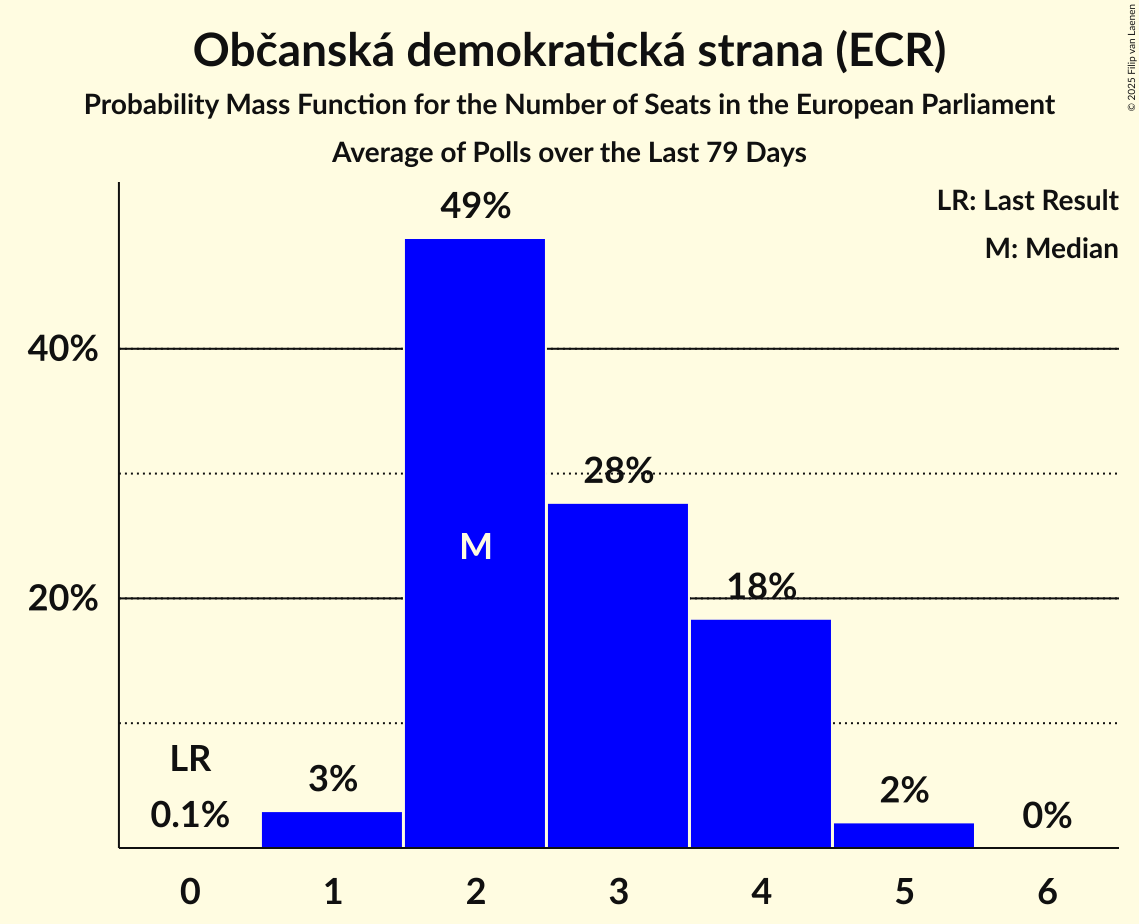 Občanská demokratická strana (ECR)
Probability Mass Function for the Number of Seats in the European Parliament
Average of Polls over the Last 79 Days
© 2025 Filip van Laenen
LR: Last Result
M: Median
49%
40%
28%
M
20%
18%
LR
0.1%
3%
2%
0%
0 1 2 3 4 5 6